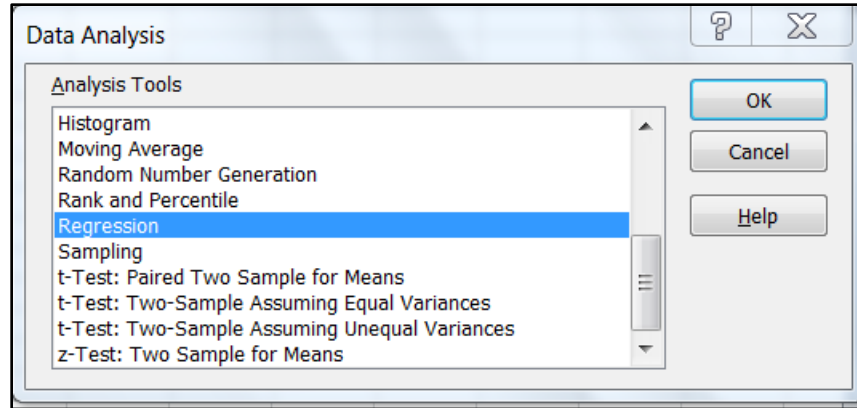 Data Analysis
Analysis Tools
Histogram
Moving Average
Random Number Generation
Rank and Percentile
Regression
Sampling
t-Test: Paired Two Sample for Means
t-Test: Two-Sample Assuming Equal Variances
t-Test: Two-Sample Assuming Unequal Variances
z-Test: Two Sample for Means
OK
Cancel
Help